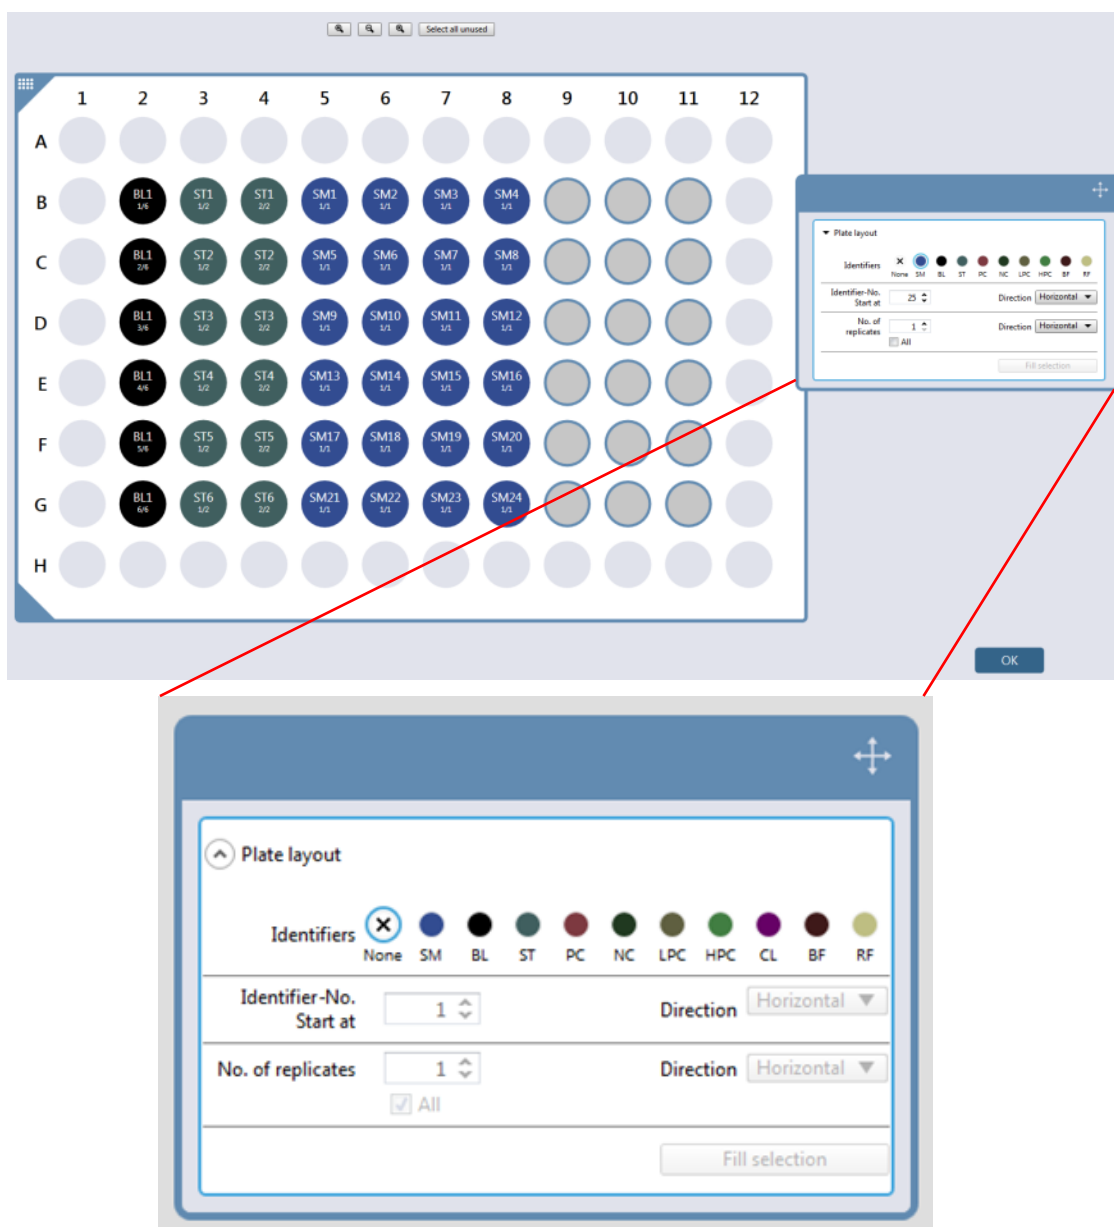 Select all unused
1 2 3 4 5 6 7 8 9 10 11 12
A
B BL1 ST1 ST1 SM1 SM2 SM3 SM4
1/6 1/2 2/2 1/1 1/1 1/1 1/1
C BL1 ST2 ST2 SM5 SM6 SM7 SM8
2/6 1/2 2/2 1/1 1/1 1/1 1/1
D BL1 ST3 ST3 SM9 SM10 SM11 SM12
3/6 1/2 2/2 1/1 1/1 1/1 1/1
E BL1 ST4 ST4 SM13 SM14 SM15 SM16
4/6 1/2 2/2 1/1 1/1 1/1 1/1
F BL1 ST5 ST5 SM17 SM18 SM19 SM20
5/6 1/2 2/2 1/1 1/1 1/1 1/1
G BL1 ST6 ST6 SM21 SM22 SM23 SM24
6/6 1/2 2/2 1/1 1/1 1/1 1/1
H
Plate layout
Identifiers
None SM BL ST PC NC LPC HPC BF RF
Identifier-No.
Start at 25 Direction Horizontal
No. of
replicates 1 Direction Horizontal
All
Fill selection
OK
Plate layout
Identifiers
None SM BL ST PC NC LPC HPC CL BF RF
Identifier-No.
Start at 1 Direction Horizontal
No. of replicates 1 Direction Horizontal
All
Fill selection